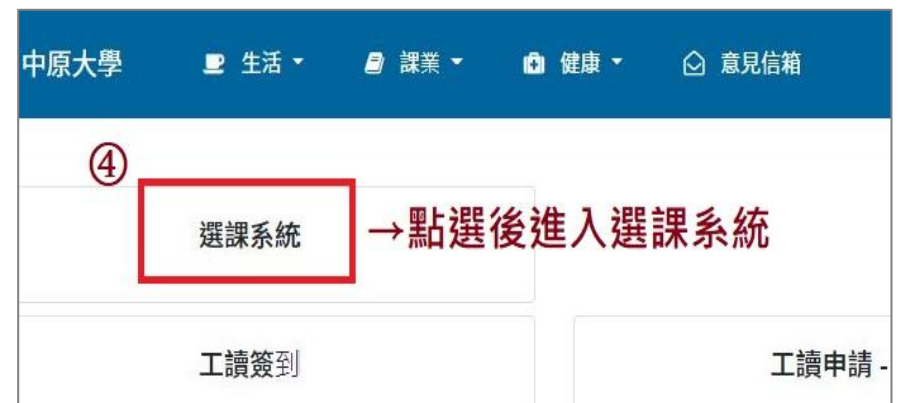 中原大學 生活 課業 健康 意見信箱
④
選課系統 →點選後進入選課系統
工讀簽到 工讀申請 -